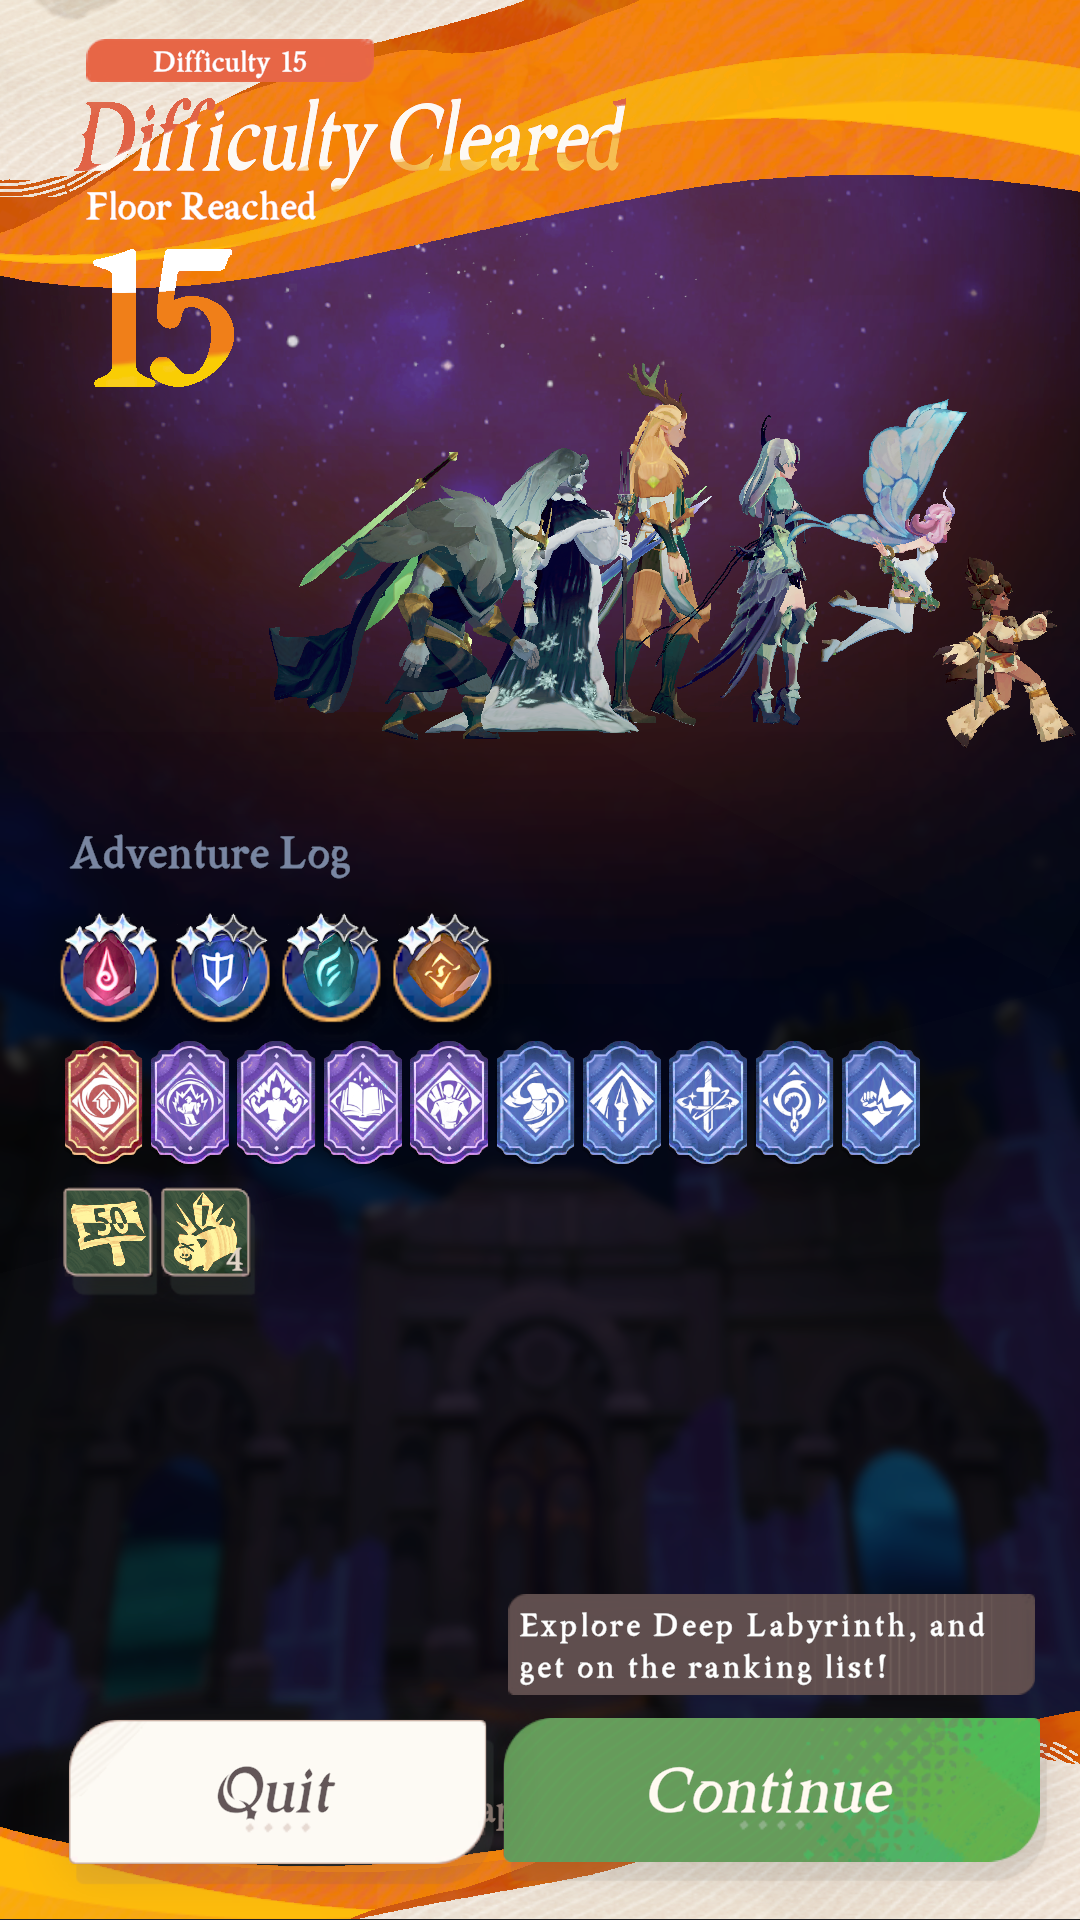 Difficulty 15
Difficulty Cleared
Floor Reached
15
Adventure Log
50
4
Explore Deep Labyrinth, and
get on the ranking list!
Quit
Continue